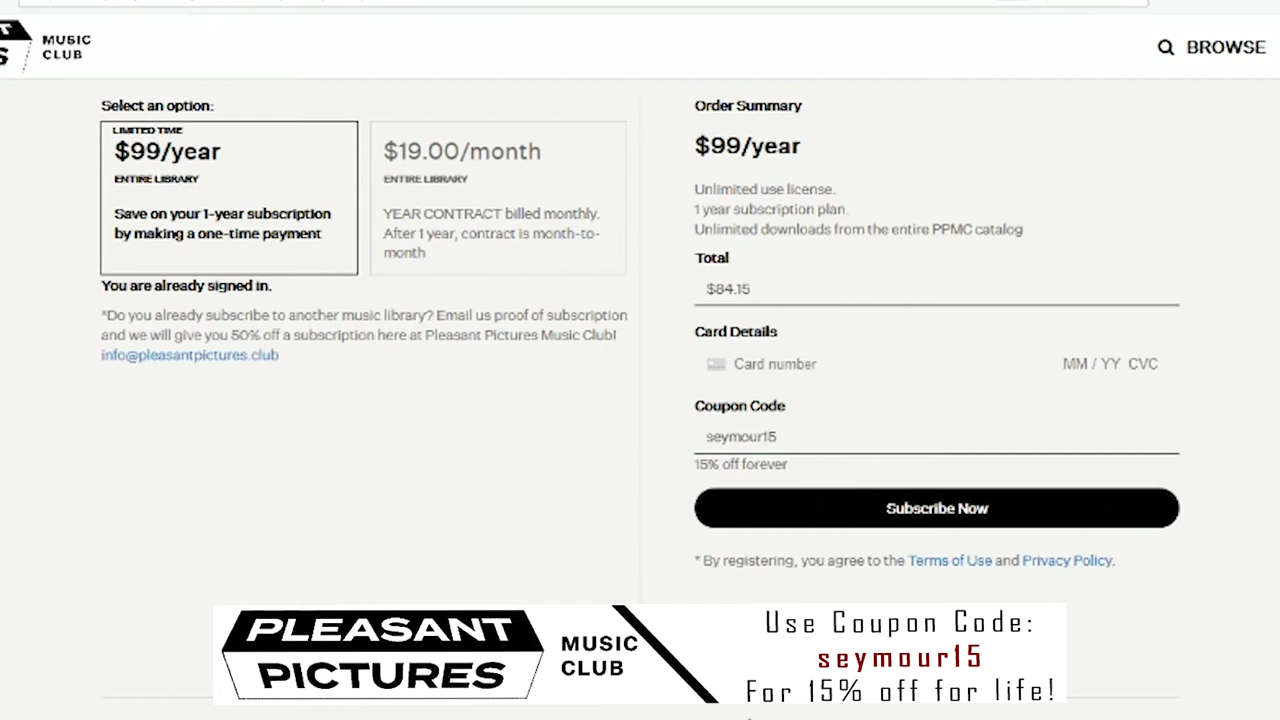 MUSIC
CLUB
BROWSE
Select an option:
LIMITED TIME
$99/year
ENTIRE LIBRARY
Save on your 1-year subscription
by making a one-time payment
$19.00/month
ENTIRE LIBRARY
YEAR CONTRACT billed monthly.
After 1 year, contract is month-to-
month
You are already signed in.
*Do you already subscribe to another music library? Email us proof of subscription
and we will give you 50% off a subscription here at Pleasant Pictures Music Club!
info@pleasantpictures.club
Order Summary
$99/year
Unlimited use license.
1 year subscription plan.
Unlimited downloads from the entire PPMC catalog
Total
$84.15
Card Details
Card number MM / YY CVC
Coupon Code
seymour15
15% off forever
Subscribe Now
* By registering, you agree to the Terms of Use and Privacy Policy.
PLEASANT
PICTURES
MUSIC
CLUB
Use Coupon Code:
seymour15
For 15% off for life!